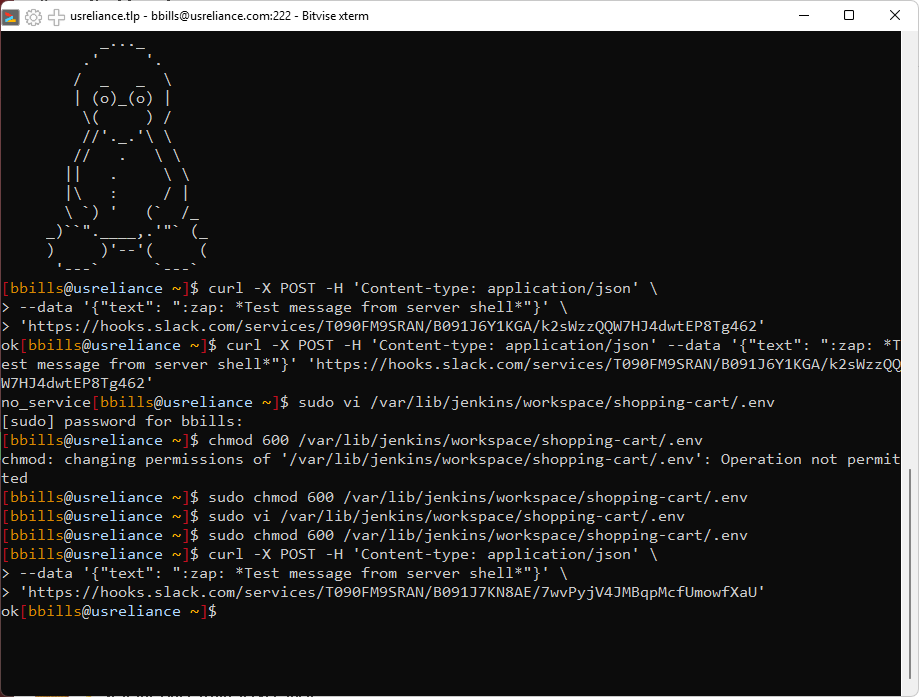 usreliance.tlp - bbills@usreliance.com:222 - Bitvise xterm
[bbills@usreliance ~]$ curl -X POST -H 'Content-type: application/json' \
> --data '{"text": ":zap: *Test message from server shell*"}' \
> 'https://hooks.slack.com/services/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'
ok[bbills@usreliance ~]$ curl -X POST -H 'Content-type: application/json' --data '{"text": ":zap: *T
est message from server shell*"}' 'https://hooks.slack.com/services/T090FM9SRAN/B091J6Y1KGA/k2sWzzQQ
W7HJ4dwtEP8Tg462'
no_service[bbills@usreliance ~]$ sudo vi /var/lib/jenkins/workspace/shopping-cart/.env
[sudo] password for bbills:
[bbills@usreliance ~]$ chmod 600 /var/lib/jenkins/workspace/shopping-cart/.env
chmod: changing permissions of '/var/lib/jenkins/workspace/shopping-cart/.env': Operation not permit
ted
[bbills@usreliance ~]$ sudo chmod 600 /var/lib/jenkins/workspace/shopping-cart/.env
[bbills@usreliance ~]$ sudo vi /var/lib/jenkins/workspace/shopping-cart/.env
[bbills@usreliance ~]$ sudo chmod 600 /var/lib/jenkins/workspace/shopping-cart/.env
[bbills@usreliance ~]$ curl -X POST -H 'Content-type: application/json' \
> --data '{"text": ":zap: *Test message from server shell*"}' \
> 'https://hooks.slack.com/services/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'
ok[bbills@usreliance ~]$